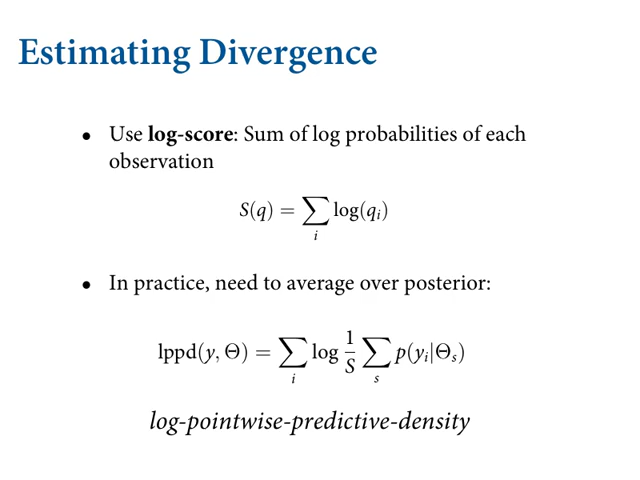 Estimating Divergence
• Use log-score: Sum of log probabilities of each
observation
S(q) = ∑_i log(q_i)
• In practice, need to average over posterior:
lppd(y, Θ) = ∑_i log 1/S ∑_s p(y_i|Θ_s)
log-pointwise-predictive-density